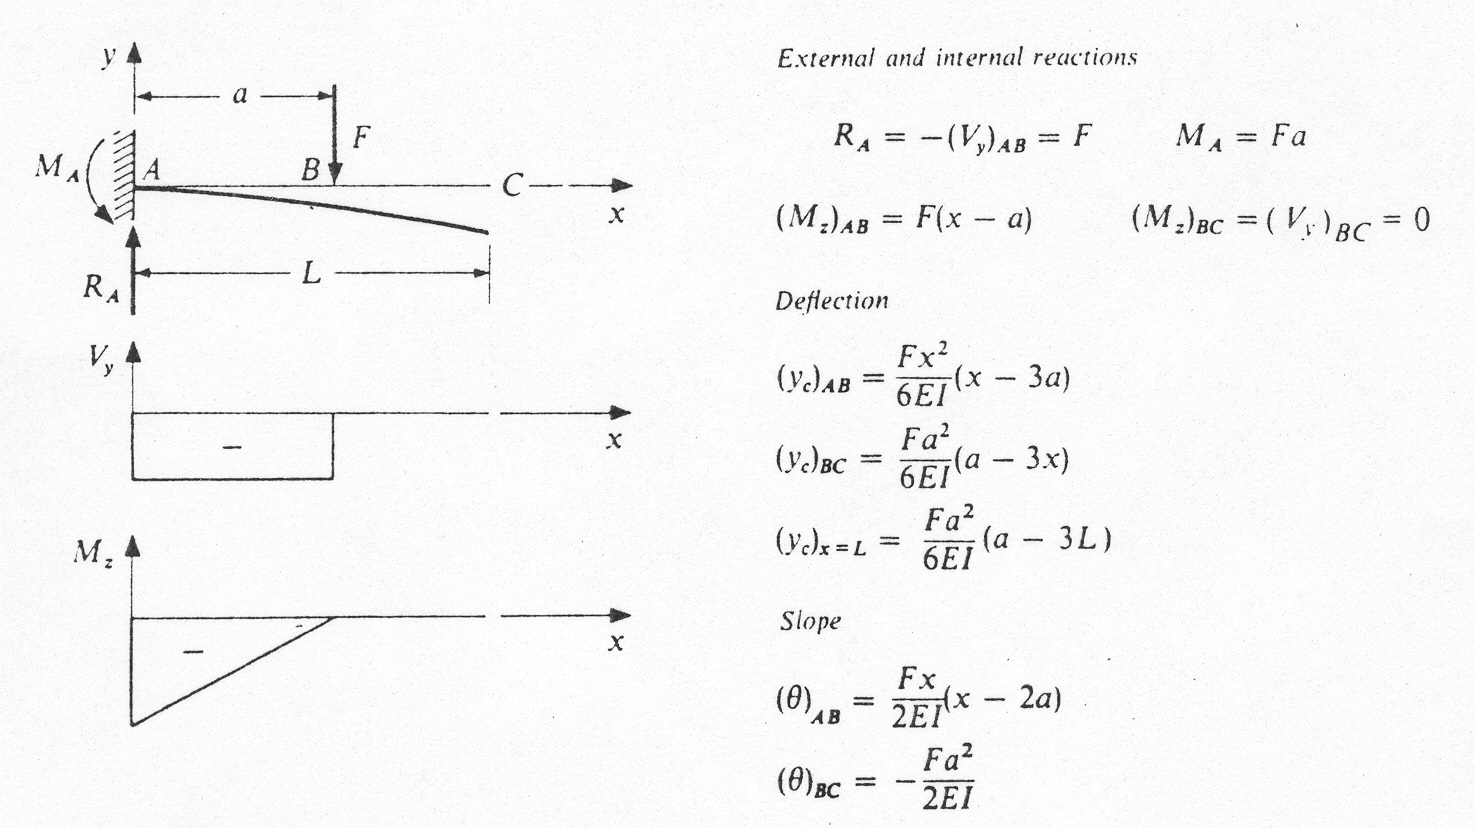 y
a
F
M_A
A
B
C
x
R_A
L
V_y
−
x
M_z
−
x
External and internal reactions
R_A = −(V_y)_AB = F M_A = Fa
(M_z)_AB = F(x − a) (M_z)_BC = (V_y)_BC = 0
Deflection
(y_c)_AB = Fx²/6EI (x − 3a)
(y_c)_BC = Fa²/6EI (a − 3x)
(y_c)_x=L = Fa²/6EI (a − 3L)
Slope
(θ)_AB = Fx/2EI (x − 2a)
(θ)_BC = − Fa²/2EI